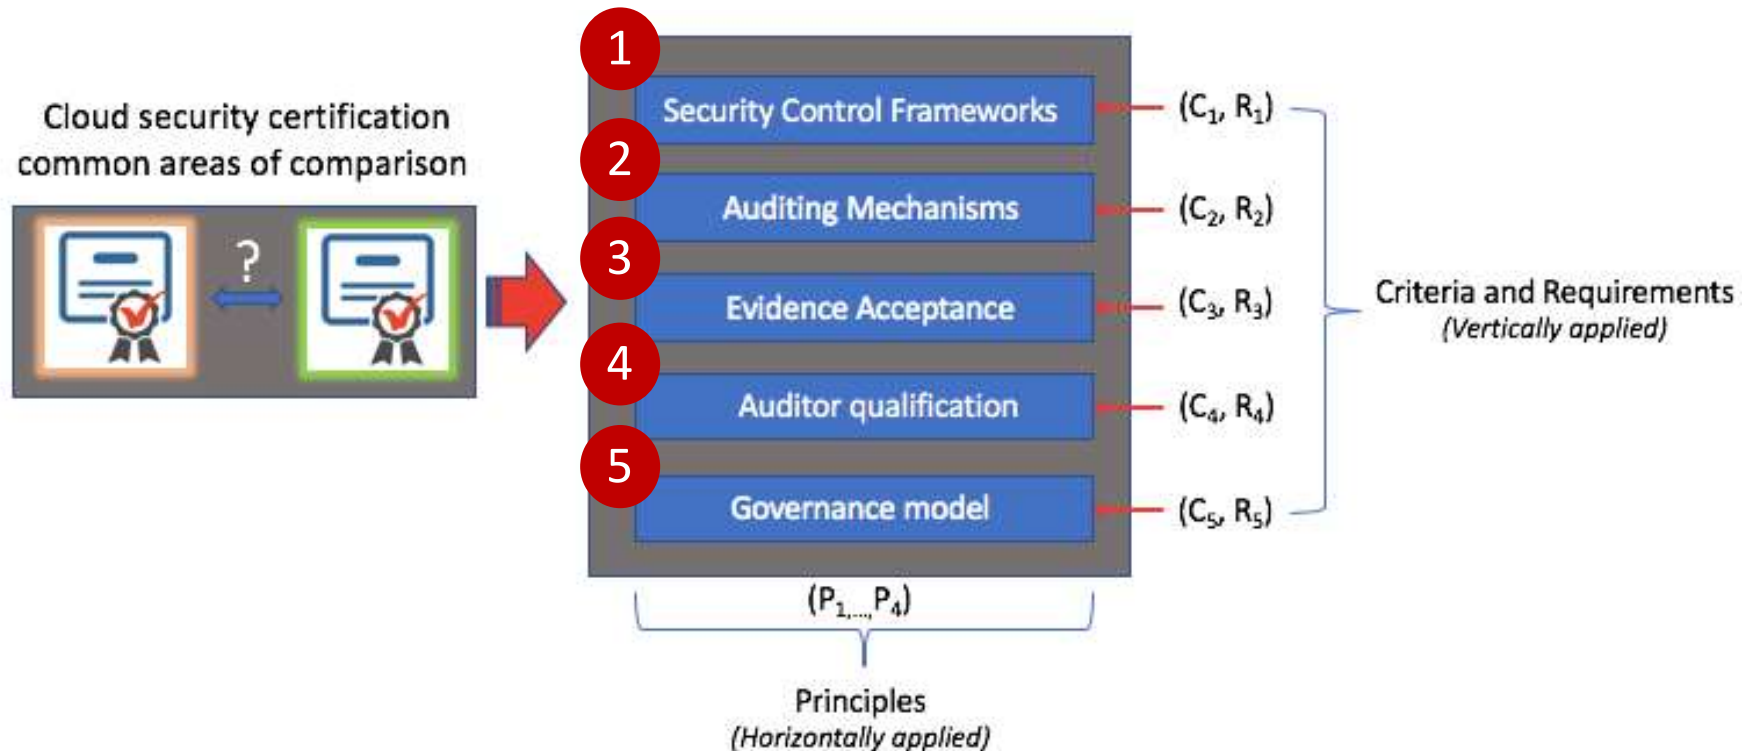 Cloud security certification
common areas of comparison
?
1
Security Control Frameworks
(C₁, R₁)
2
Auditing Mechanisms
(C₂, R₂)
3
Evidence Acceptance
(C₃, R₃)
4
Auditor qualification
(C₄, R₄)
5
Governance model
(C₅, R₅)
Criteria and Requirements
(Vertically applied)
(P₁,...,P₄)
Principles
(Horizontally applied)